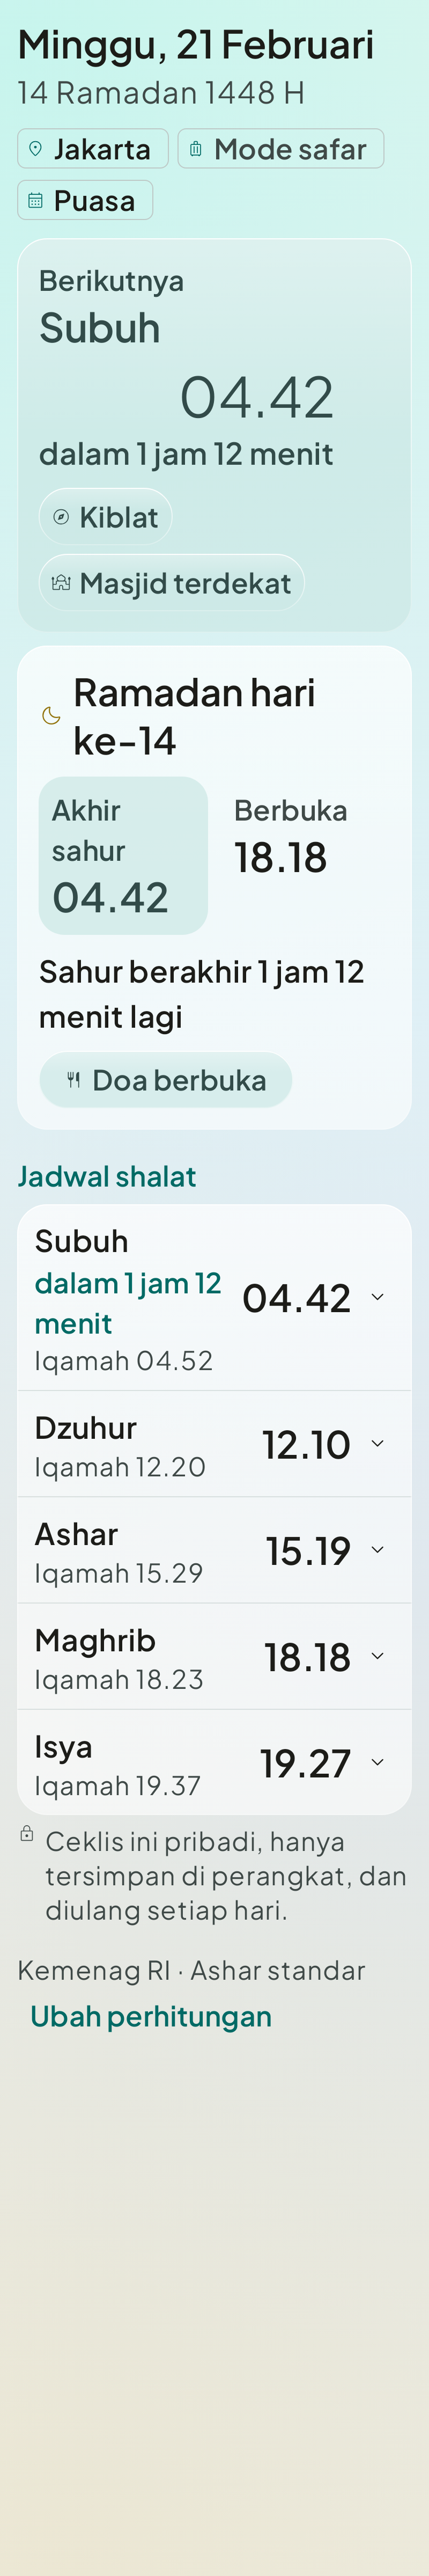 Minggu, 21 Februari
14 Ramadan 1448 H
Jakarta
Mode safar
Puasa
Berikutnya
Subuh
04.42
dalam 1 jam 12 menit
Kiblat
Masjid terdekat
Ramadan hari
ke-14
Akhir
sahur
04.42
Berbuka
18.18
Sahur berakhir 1 jam 12
menit lagi
Doa berbuka
Jadwal shalat
Subuh
dalam 1 jam 12
menit
Iqamah 04.52
04.42
Dzuhur
Iqamah 12.20
12.10
Ashar
Iqamah 15.29
15.19
Maghrib
Iqamah 18.23
18.18
Isya
Iqamah 19.37
19.27
Ceklis ini pribadi, hanya
tersimpan di perangkat, dan
diulang setiap hari.
Kemenag RI · Ashar standar
Ubah perhitungan